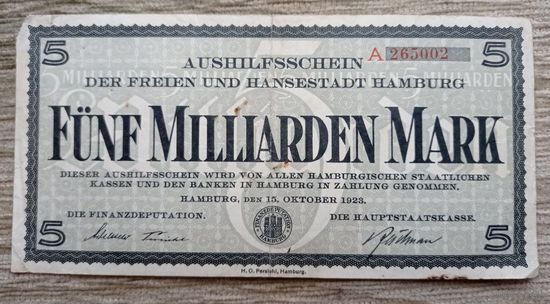 5 5
AUSHILFSSCHEIN
A 265002
DER FREIEN UND HANSESTADT HAMBURG
FÜNF MILLIARDEN MARK
DIESER AUSHILFSSCHEIN WIRD VON ALLEN HAMBURGISCHEN STAATLICHEN
KASSEN UND DEN BANKEN IN HAMBURG IN ZAHLUNG GENOMMEN.
HAMBURG, DEN 15. OKTOBER 1923.
DIE FINANZDEPUTATION. DIE HAUPTSTAATSKASSE.
FINANZDEPUTATION
HAMBURG
5 5
H. O. Persiehl, Hamburg.